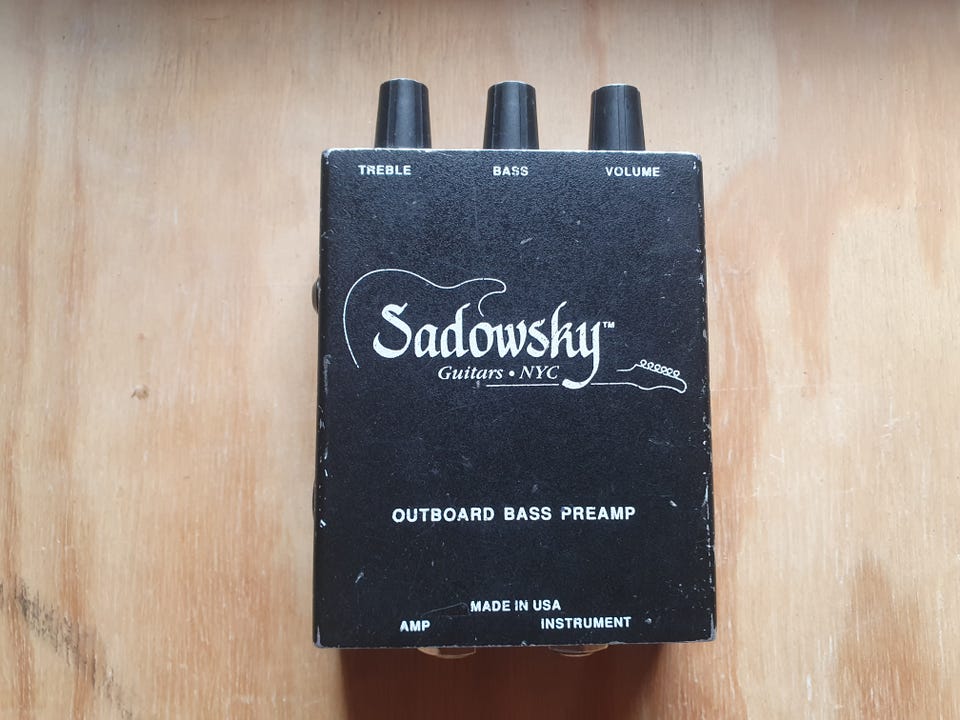 TREBLE BASS VOLUME
Sadowsky™
Guitars • NYC
OUTBOARD BASS PREAMP
MADE IN USA
AMP INSTRUMENT